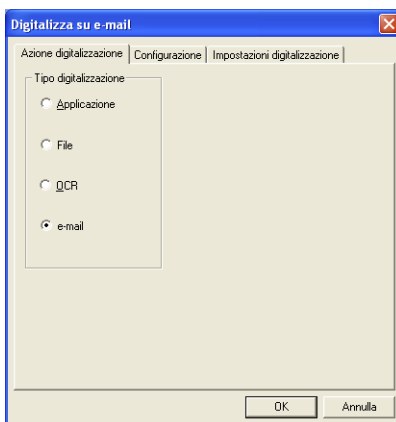 Digitalizza su e-mail
Azione digitalizzazione Configurazione Impostazioni digitalizzazione
Tipo digitalizzazione
Applicazione
File
OCR
e-mail
OK Annulla